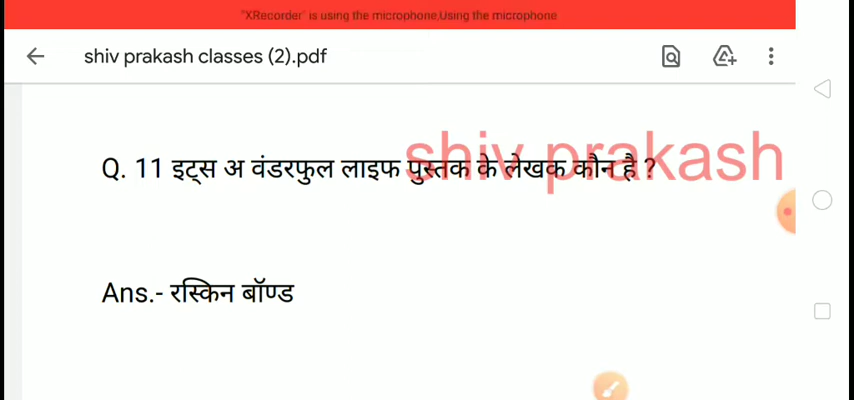 "XRecorder" is using the microphone,Using the microphone
shiv prakash classes (2).pdf
shiv prakash
Q. 11 इट्स अ वंडरफुल लाइफ पुस्तक के लेखक कौन है ?
Ans.- रस्किन बॉण्ड